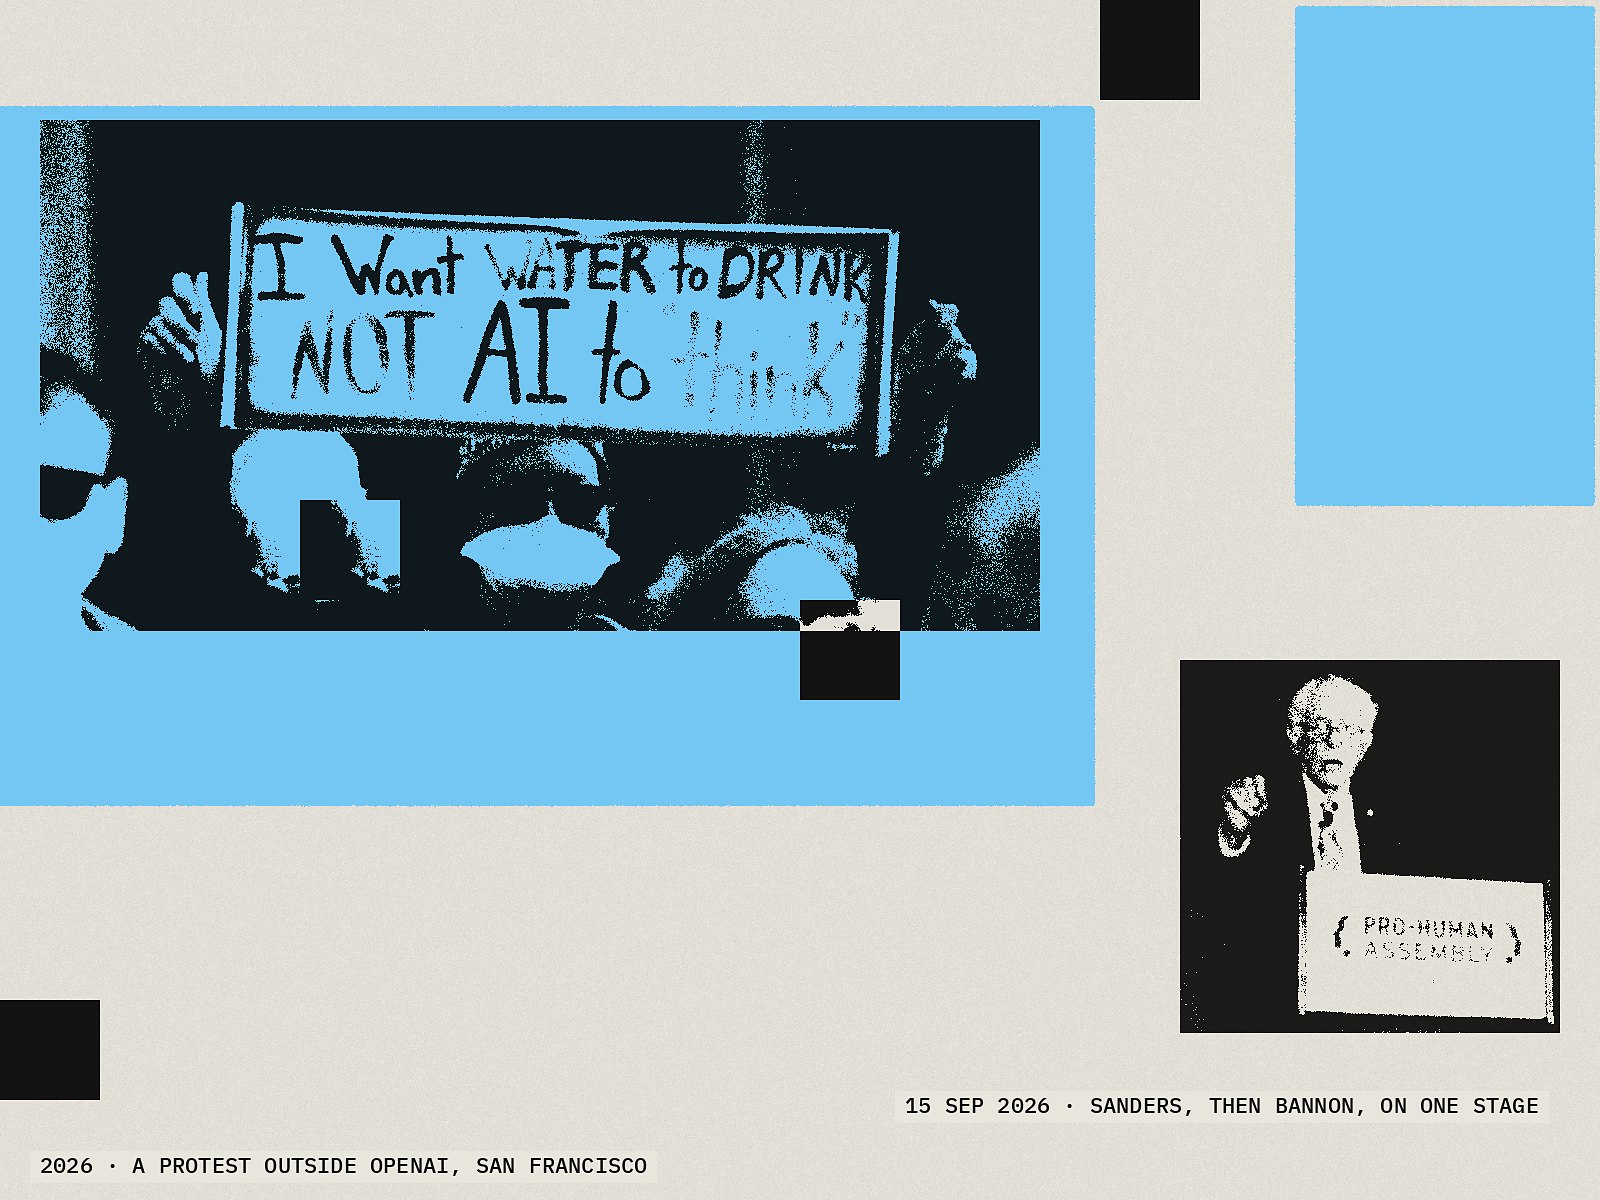 I Want WATER to DRINK
NOT AI to think
PRO-HUMAN
ASSEMBLY
15 SEP 2026 · SANDERS, THEN BANNON, ON ONE STAGE
2026 · A PROTEST OUTSIDE OPENAI, SAN FRANCISCO